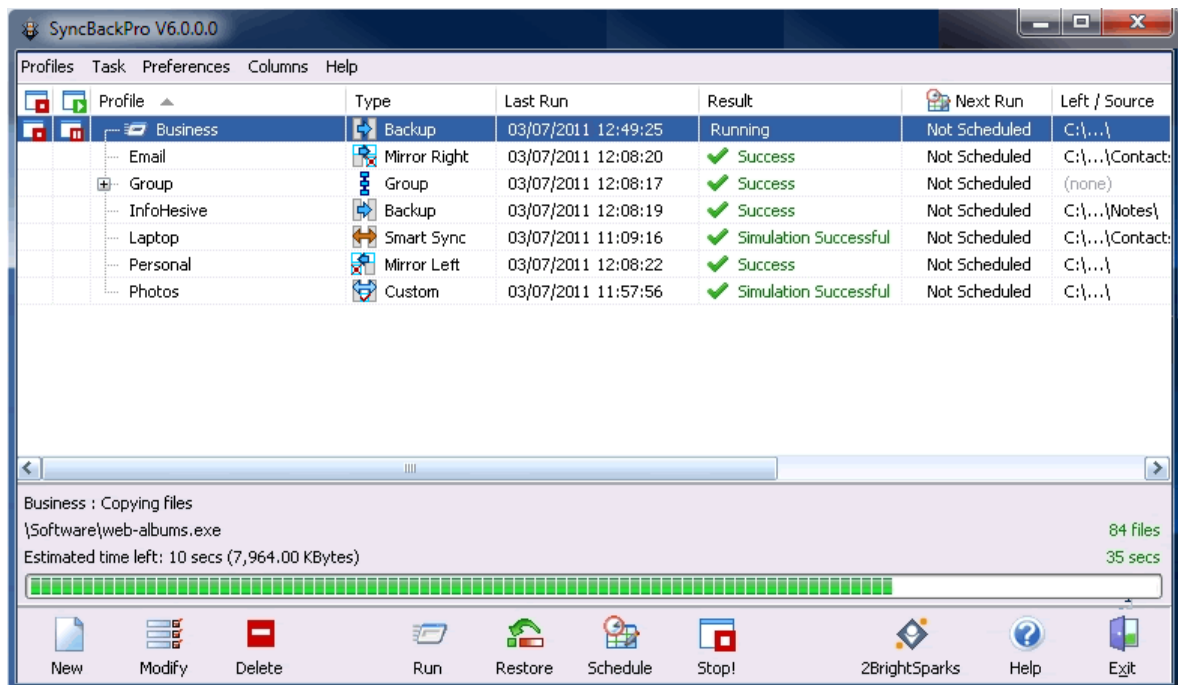 SyncBackPro V6.0.0.0
Profiles Task Preferences Columns Help
Profile Type Last Run Result Next Run Left / Source
Business Backup 03/07/2011 12:49:25 Running Not Scheduled C:\...\
Email Mirror Right 03/07/2011 12:08:20 Success Not Scheduled C:\...\Contact
Group Group 03/07/2011 12:08:17 Success Not Scheduled (none)
InfoHesive Backup 03/07/2011 12:08:19 Success Not Scheduled C:\...\Notes\
Laptop Smart Sync 03/07/2011 11:09:16 Simulation Successful Not Scheduled C:\...\Contact
Personal Mirror Left 03/07/2011 12:08:22 Success Not Scheduled C:\...\
Photos Custom 03/07/2011 11:57:56 Simulation Successful Not Scheduled C:\...\
Business : Copying files
\Software\web-albums.exe 84 files
Estimated time left: 10 secs (7,964.00 KBytes) 35 secs
New Modify Delete Run Restore Schedule Stop! 2BrightSparks Help Exit